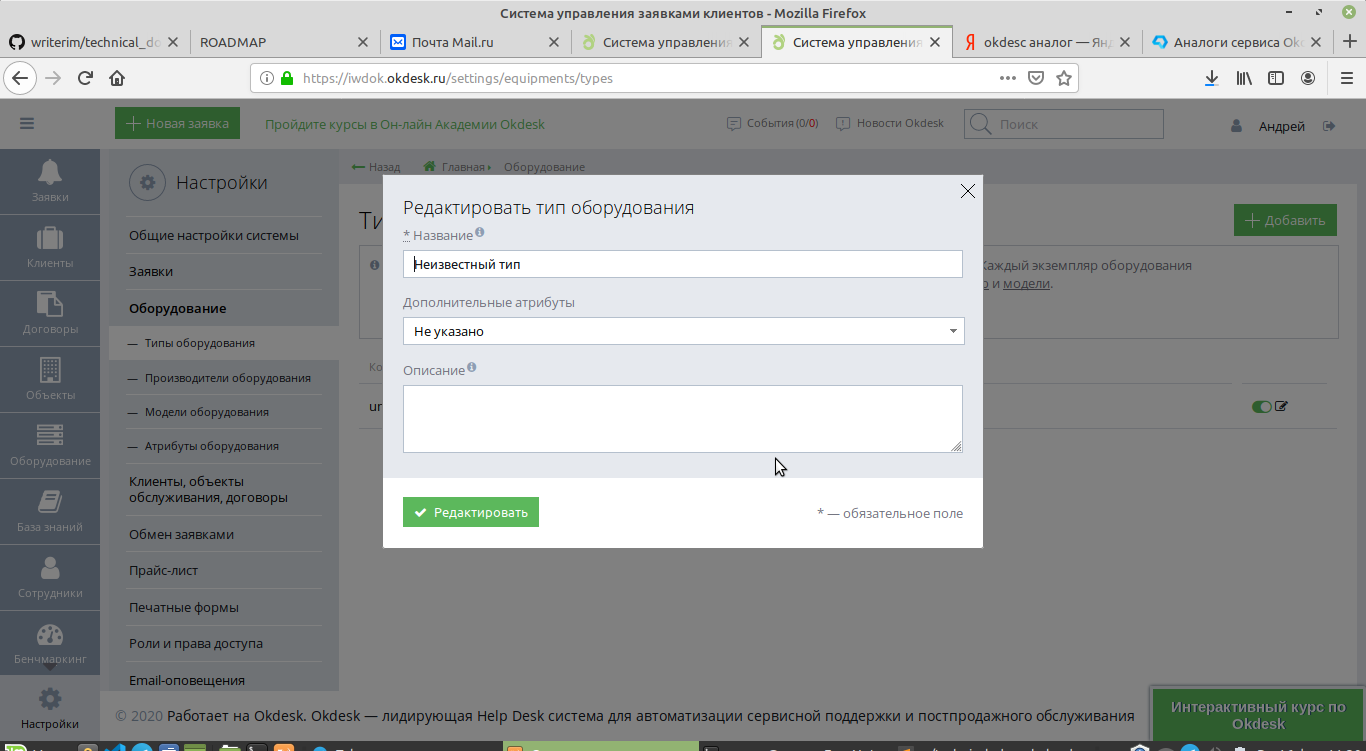 Система управления заявками клиентов - Mozilla Firefox
writerim/technical_do
ROADMAP
Почта Mail.ru
Система управления
Система управления
okdesc аналог — Янд
Аналоги сервиса Okd
https://iwdok.okdesk.ru/settings/equipments/types
Новая заявка
Пройдите курсы в Он-лайн Академии Okdesk
События (0/0)
Новости Okdesk
Поиск
Андрей
Заявки
Клиенты
Договоры
Объекты
Оборудование
База знаний
Сотрудники
Бенчмаркинг
Настройки
Настройки
Общие настройки системы
Заявки
Оборудование
— Типы оборудования
— Производители оборудования
— Модели оборудования
— Атрибуты оборудования
Клиенты, объекты
обслуживания, договоры
Обмен заявками
Прайс-лист
Печатные формы
Роли и права доступа
Email-оповещения
Назад
Главная
Оборудование
Ти
Добавить
Каждый экземпляр оборудования
и модели.
Ко
un
Редактировать тип оборудования
* Название
Неизвестный тип
Дополнительные атрибуты
Не указано
Описание
Редактировать
* — обязательное поле
© 2020 Работает на Okdesk. Okdesk — лидирующая Help Desk система для автоматизации сервисной поддержки и постпродажного обслуживания
Интерактивный курс по
Okdesk